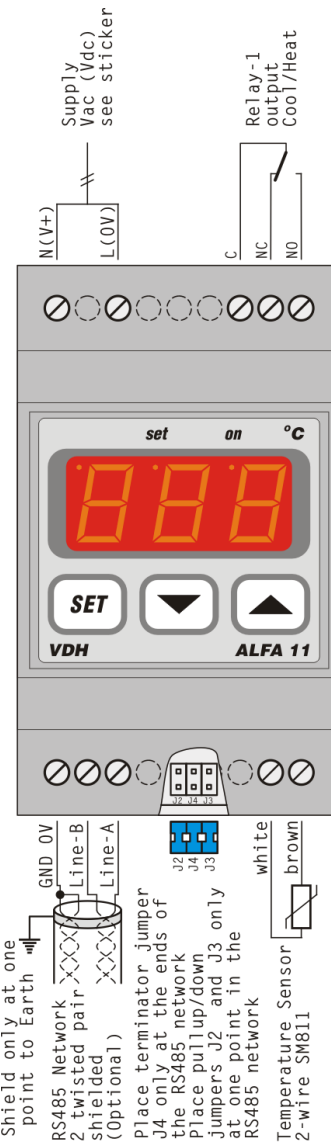 Supply
Vac (Vdc)
see sticker
N(V+)
L(0V)
Relay-1
output
Cool/Heat
C
NC
NO
set on °C
SET
VDH ALFA 11
J2 J4 J3
GND 0V
Line-B
Line-A
J2
J4
J3
white
brown
Shield only at one
point to Earth
RS485 Network
2 twisted pair
shielded
(Optional)
Place terminator jumper
J4 only at the ends of
the RS485 network
Place pullup/down
jumpers J2 and J3 only
at one point in the
RS485 network
Temperature Sensor
2-wire SM811